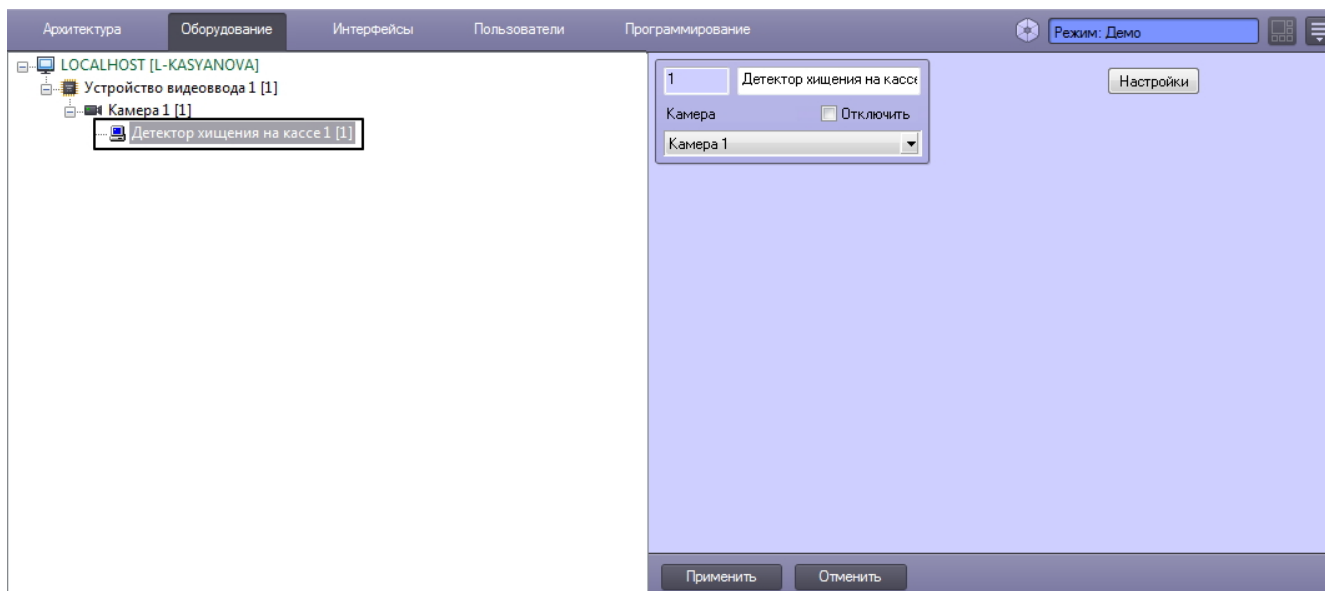 Архитектура Оборудование Интерфейсы Пользователи Программирование Режим: Демо
LOCALHOST [L-KASYANOVA]
Устройство видеоввода 1 [1]
Камера 1 [1]
Детектор хищения на кассе 1 [1]
1 Детектор хищения на кассе
Настройки
Камера Отключить
Камера 1
Применить Отменить